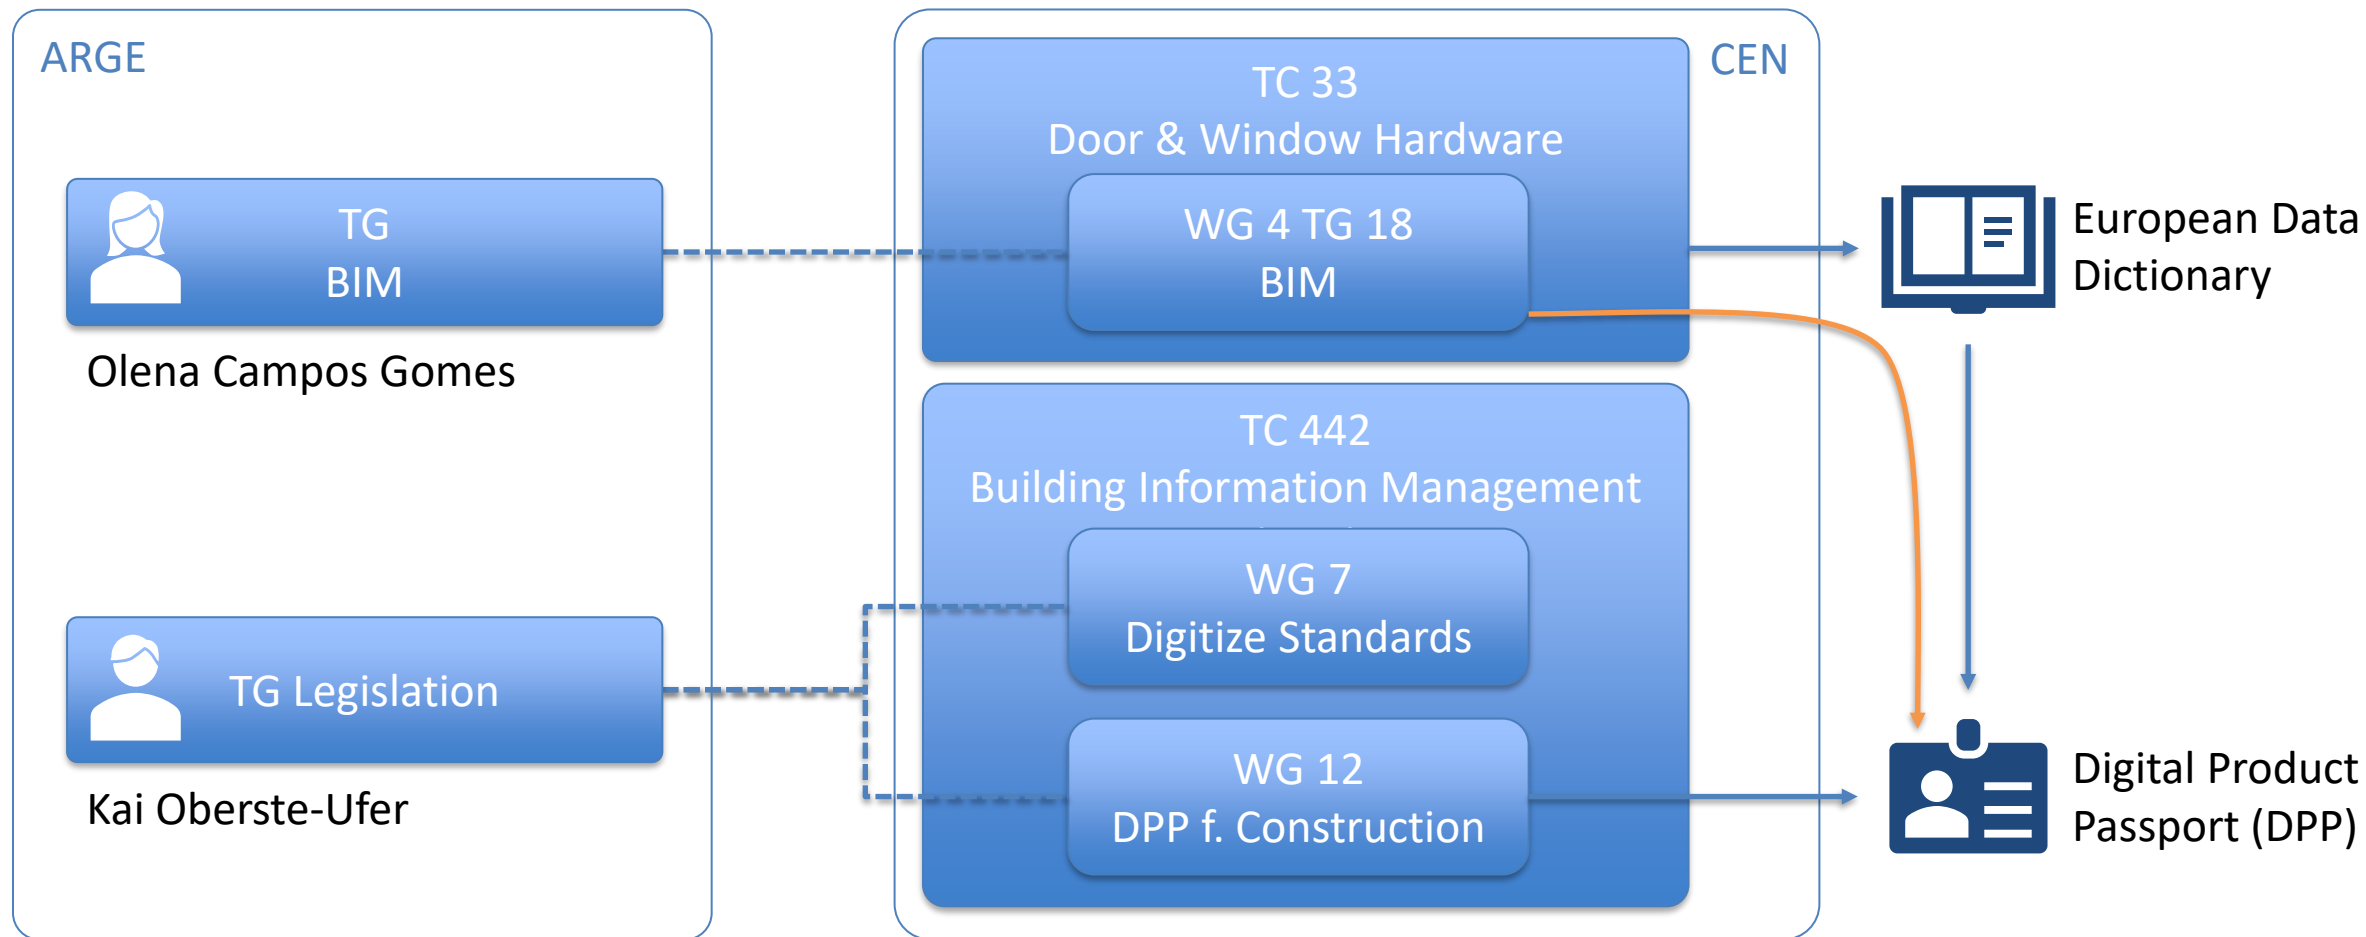 ARGE
TG
BIM
Olena Campos Gomes
TG Legislation
Kai Oberste-Ufer
CEN
TC 33
Door & Window Hardware
WG 4 TG 18
BIM
TC 442
Building Information Management
WG 7
Digitize Standards
WG 12
DPP f. Construction
European Data
Dictionary
Digital Product
Passport (DPP)